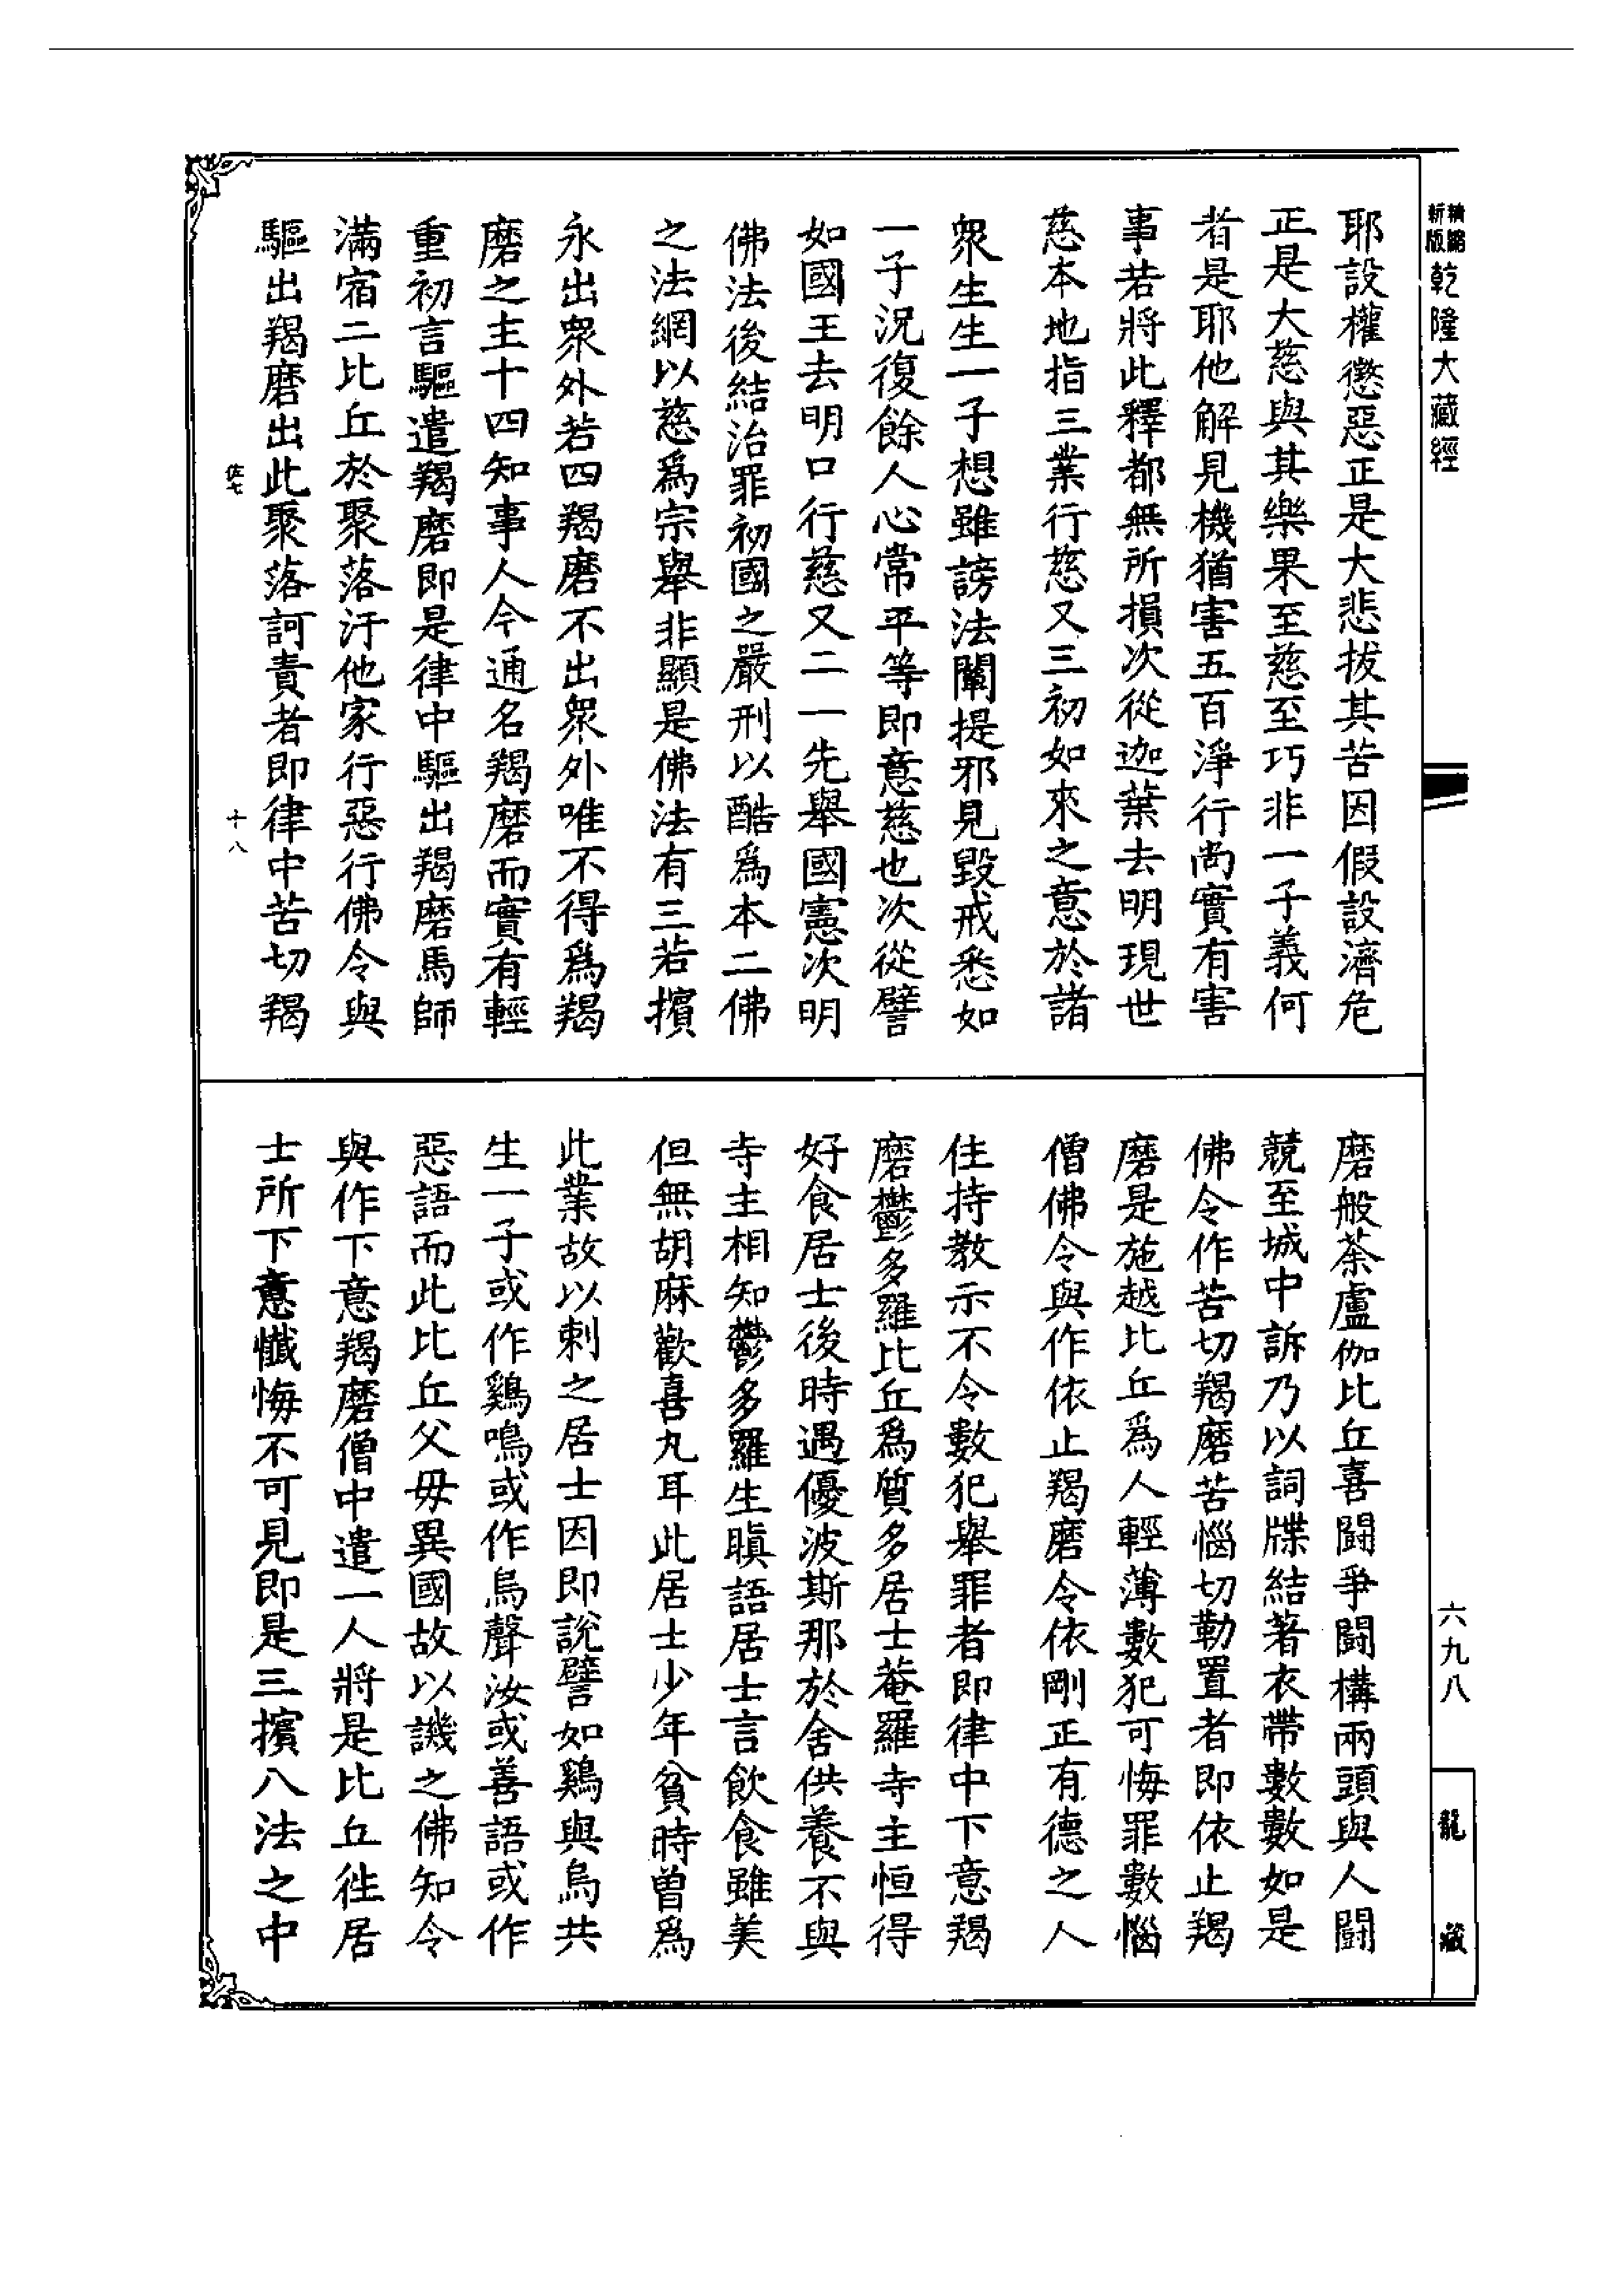 精縮
新版
乾隆大藏經
六九八
龍藏
耶設權懲惡正是大悲拔其苦因假設濟危
正是大慈與其樂果至慈至巧非一子義何
者是耶他解見機猶害五百淨行尚實有害
事若將此釋都無所損次從迦葉去明現世
慈本地指三業行慈又三初如來之意於諸
衆生生一子想雖謗法闡提邪見毀戒悉如
一子況復餘人心常平等即意慈也次從譬
如國王去明口行慈又二一先舉國憲次明
佛法後結治罪初國之嚴刑以酷爲本二佛
之法網以慈爲宗舉非顯是佛法有三若擯
永出衆外若四羯磨不出衆外唯不得爲羯
磨之主十四知事人今通名羯磨而實有輕
重初言驅遣羯磨即是律中驅出羯磨馬師
滿宿二比丘於聚落汙他家行惡行佛令與
驅出羯磨出此聚落訶責者即律中苦切羯
佐七
十八
磨般荼盧伽比丘喜鬪爭鬪構兩頭與人鬪
競至城中訴乃以詞牒結著衣帶數數如是
佛令作苦切羯磨苦惱切勒置者即依止羯
磨是施越比丘爲人輕薄數犯可悔罪數惱
僧佛令與作依止羯磨令依剛正有德之人
住持教示不令數犯舉罪者即律中下意羯
磨鬱多羅比丘爲質多居士菴羅寺主恒得
好食居士後時遇優波斯那於舍供養不與
寺主相知鬱多羅生瞋語居士言飲食雖美
但無胡麻歡喜丸耳此居士少年貧時曾爲
此業故以刺之居士因即說譬如鷄與烏共
生一子或作鷄鳴或作烏聲汝或善語或作
惡語而此比丘父毋異國故以譏之佛知令
與作下意羯磨僧中遣一人將是比丘徃居
士所下意懺悔不可見即是三擯八法之中